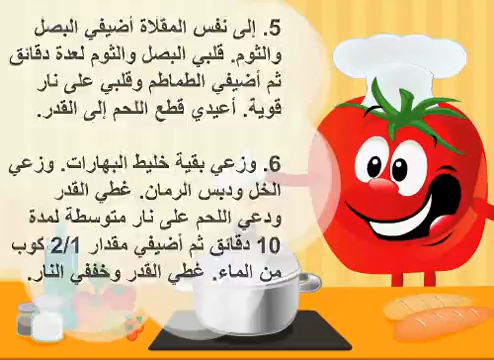 5. إلى نفس المقلاة أضيفي البصل
والثوم. قلبي البصل والثوم لعدة دقائق
ثم أضيفي الطماطم وقلبي على نار
قوية. أعيدي قطع اللحم إلى القدر.
6. وزعي بقية خليط البهارات. وزعي
الخل ودبس الرمان. غطي القدر
ودعي اللحم على نار متوسطة لمدة
10 دقائق ثم أضيفي مقدار 2/1 كوب
من الماء. غطي القدر وخففي النار.